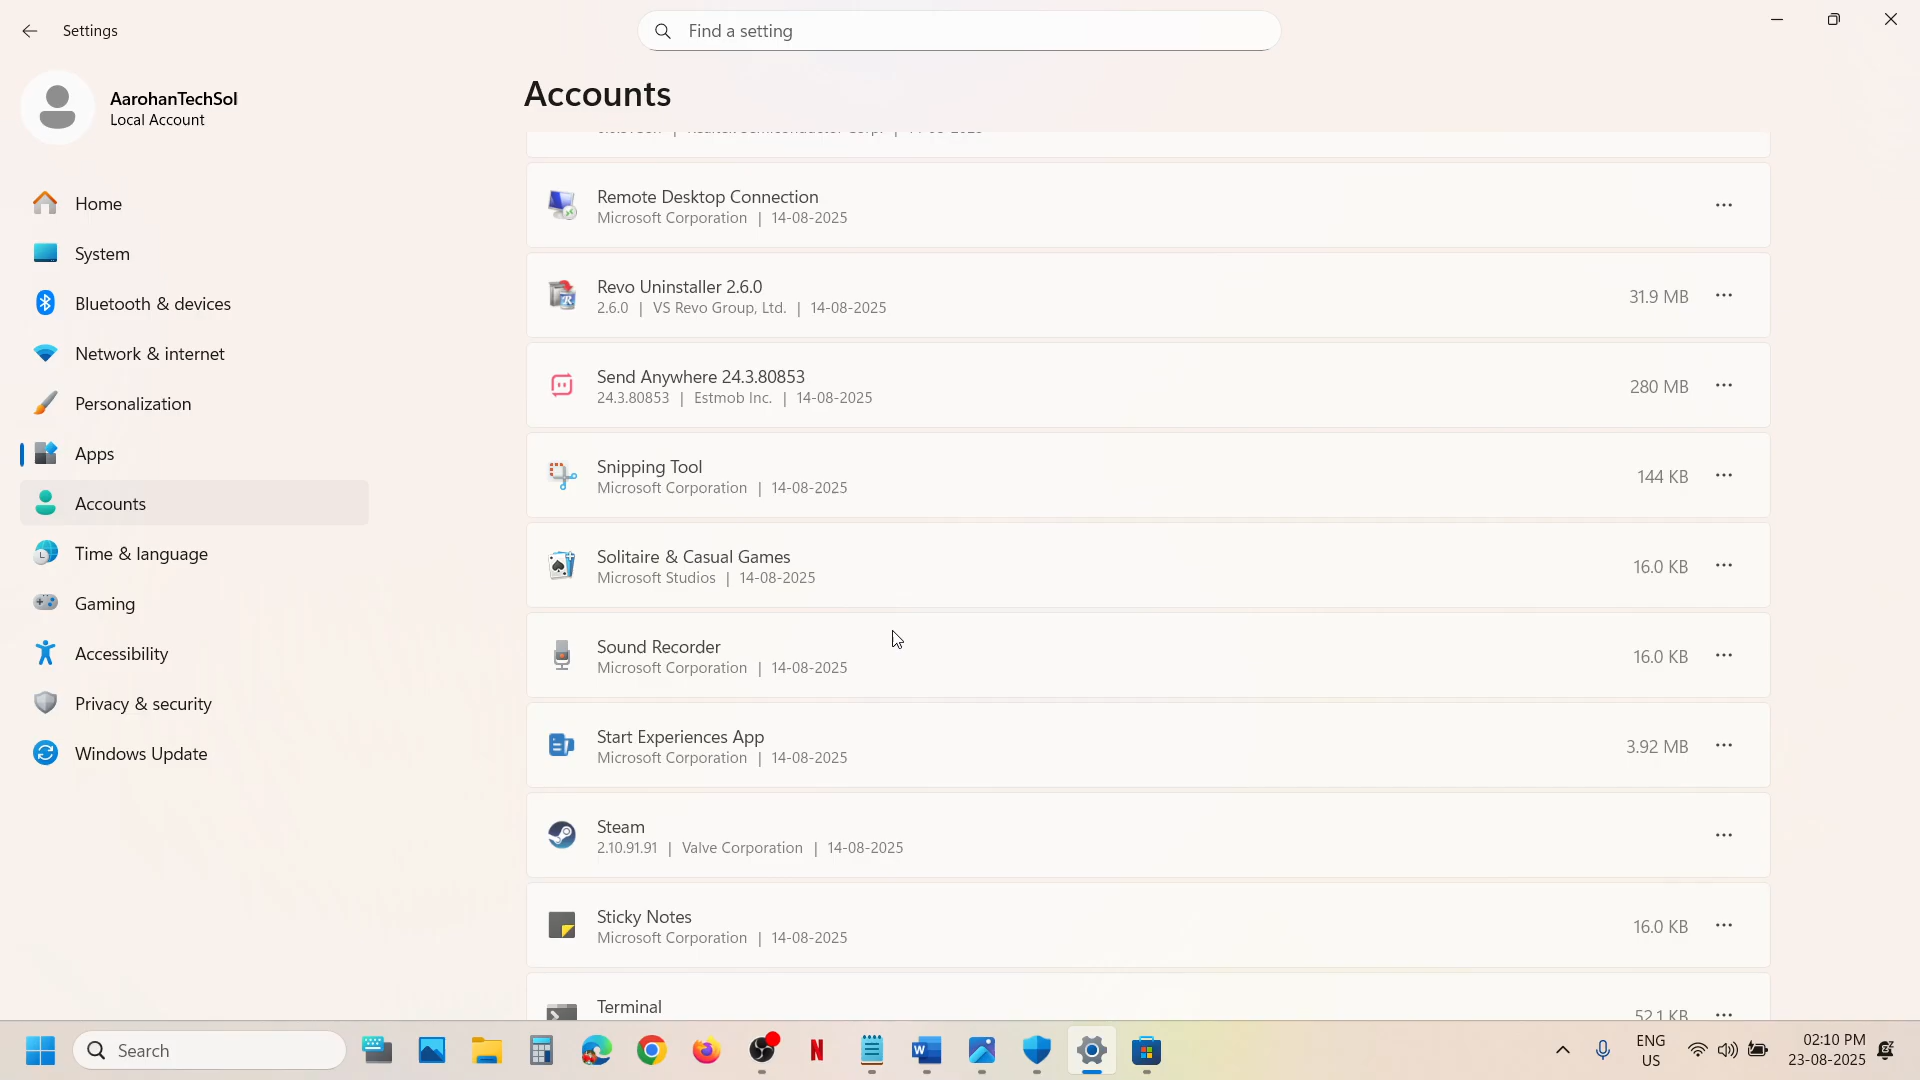 Settings
Find a setting
AarohanTechSol
Local Account
Home
System
Bluetooth & devices
Network & internet
Personalization
Apps
Accounts
Time & language
Gaming
Accessibility
Privacy & security
Windows Update
Accounts
Remote Desktop Connection
Microsoft Corporation | 14-08-2025
Revo Uninstaller 2.6.0
2.6.0 | VS Revo Group, Ltd. | 14-08-2025
31.9 MB
Send Anywhere 24.3.80853
24.3.80853 | Estmob Inc. | 14-08-2025
280 MB
Snipping Tool
Microsoft Corporation | 14-08-2025
144 KB
Solitaire & Casual Games
Microsoft Studios | 14-08-2025
16.0 KB
Sound Recorder
Microsoft Corporation | 14-08-2025
16.0 KB
Start Experiences App
Microsoft Corporation | 14-08-2025
3.92 MB
Steam
2.10.91.91 | Valve Corporation | 14-08-2025
Sticky Notes
Microsoft Corporation | 14-08-2025
16.0 KB
Terminal
52.1 KB
Search
ENG
US
02:10 PM
23-08-2025